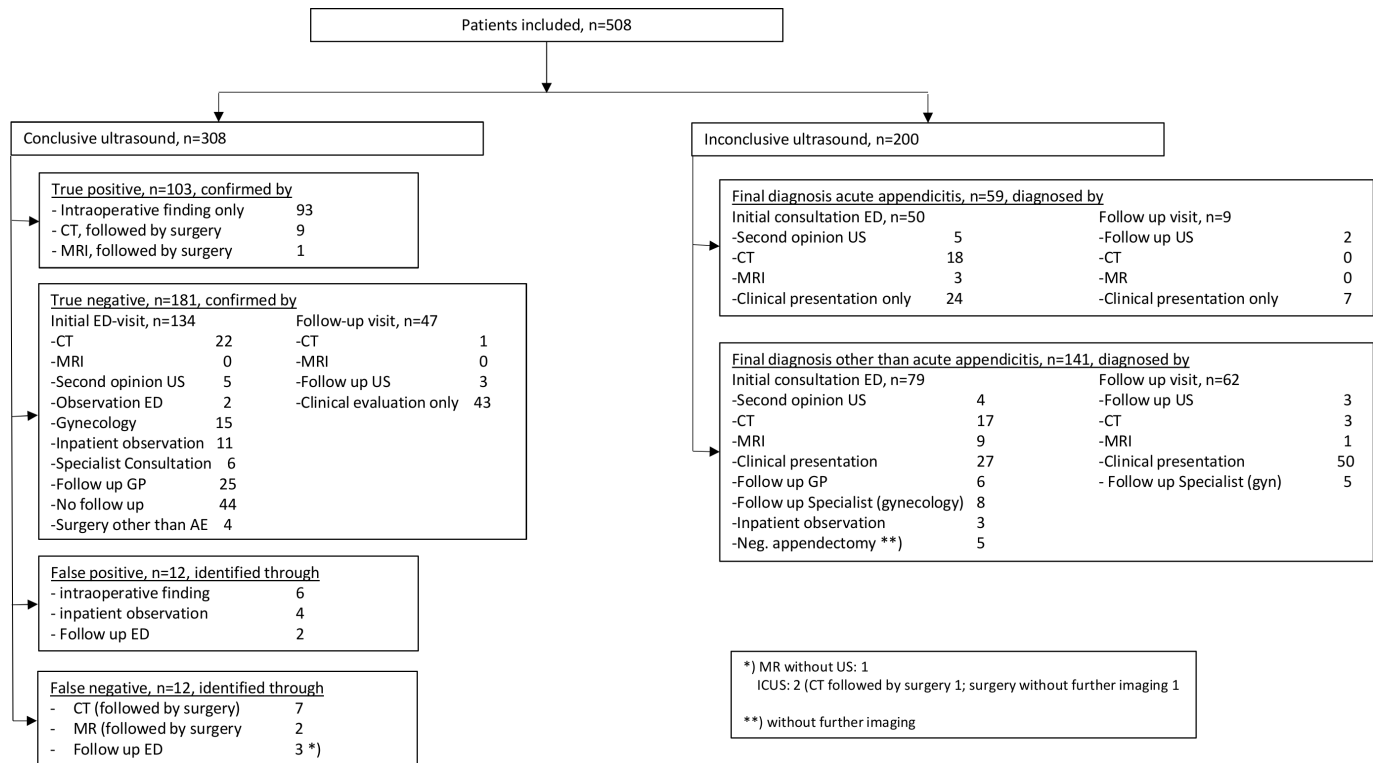 Patients included, n=508
Conclusive ultrasound, n=308
True positive, n=103, confirmed by
- Intraoperative finding only 93
- CT, followed by surgery 9
- MRI, followed by surgery 1
True negative, n=181, confirmed by
Initial ED-visit, n=134 Follow-up visit, n=47
-CT 22 -CT 1
-MRI 0 -MRI 0
-Second opinion US 5 -Follow up US 3
-Observation ED 2 -Clinical evaluation only 43
-Gynecology 15
-Inpatient observation 11
-Specialist Consultation 6
-Follow up GP 25
-No follow up 44
-Surgery other than AE 4
False positive, n=12, identified through
- intraoperative finding 6
- inpatient observation 4
- Follow up ED 2
False negative, n=12, identified through
- CT (followed by surgery) 7
- MR (followed by surgery 2
- Follow up ED 3 *)
Inconclusive ultrasound, n=200
Final diagnosis acute appendicitis, n=59, diagnosed by
Initial consultation ED, n=50 Follow up visit, n=9
-Second opinion US 5 -Follow up US 2
-CT 18 -CT 0
-MRI 3 -MR 0
-Clinical presentation only 24 -Clinical presentation only 7
Final diagnosis other than acute appendicitis, n=141, diagnosed by
Initial consultation ED, n=79 Follow up visit, n=62
-Second opinion US 4 -Follow up US 3
-CT 17 -CT 3
-MRI 9 -MRI 1
-Clinical presentation 27 -Clinical presentation 50
-Follow up GP 6 - Follow up Specialist (gyn) 5
-Follow up Specialist (gynecology) 8
-Inpatient observation 3
-Neg. appendectomy **) 5
*) MR without US: 1
ICUS: 2 (CT followed by surgery 1; surgery without further imaging 1
**) without further imaging